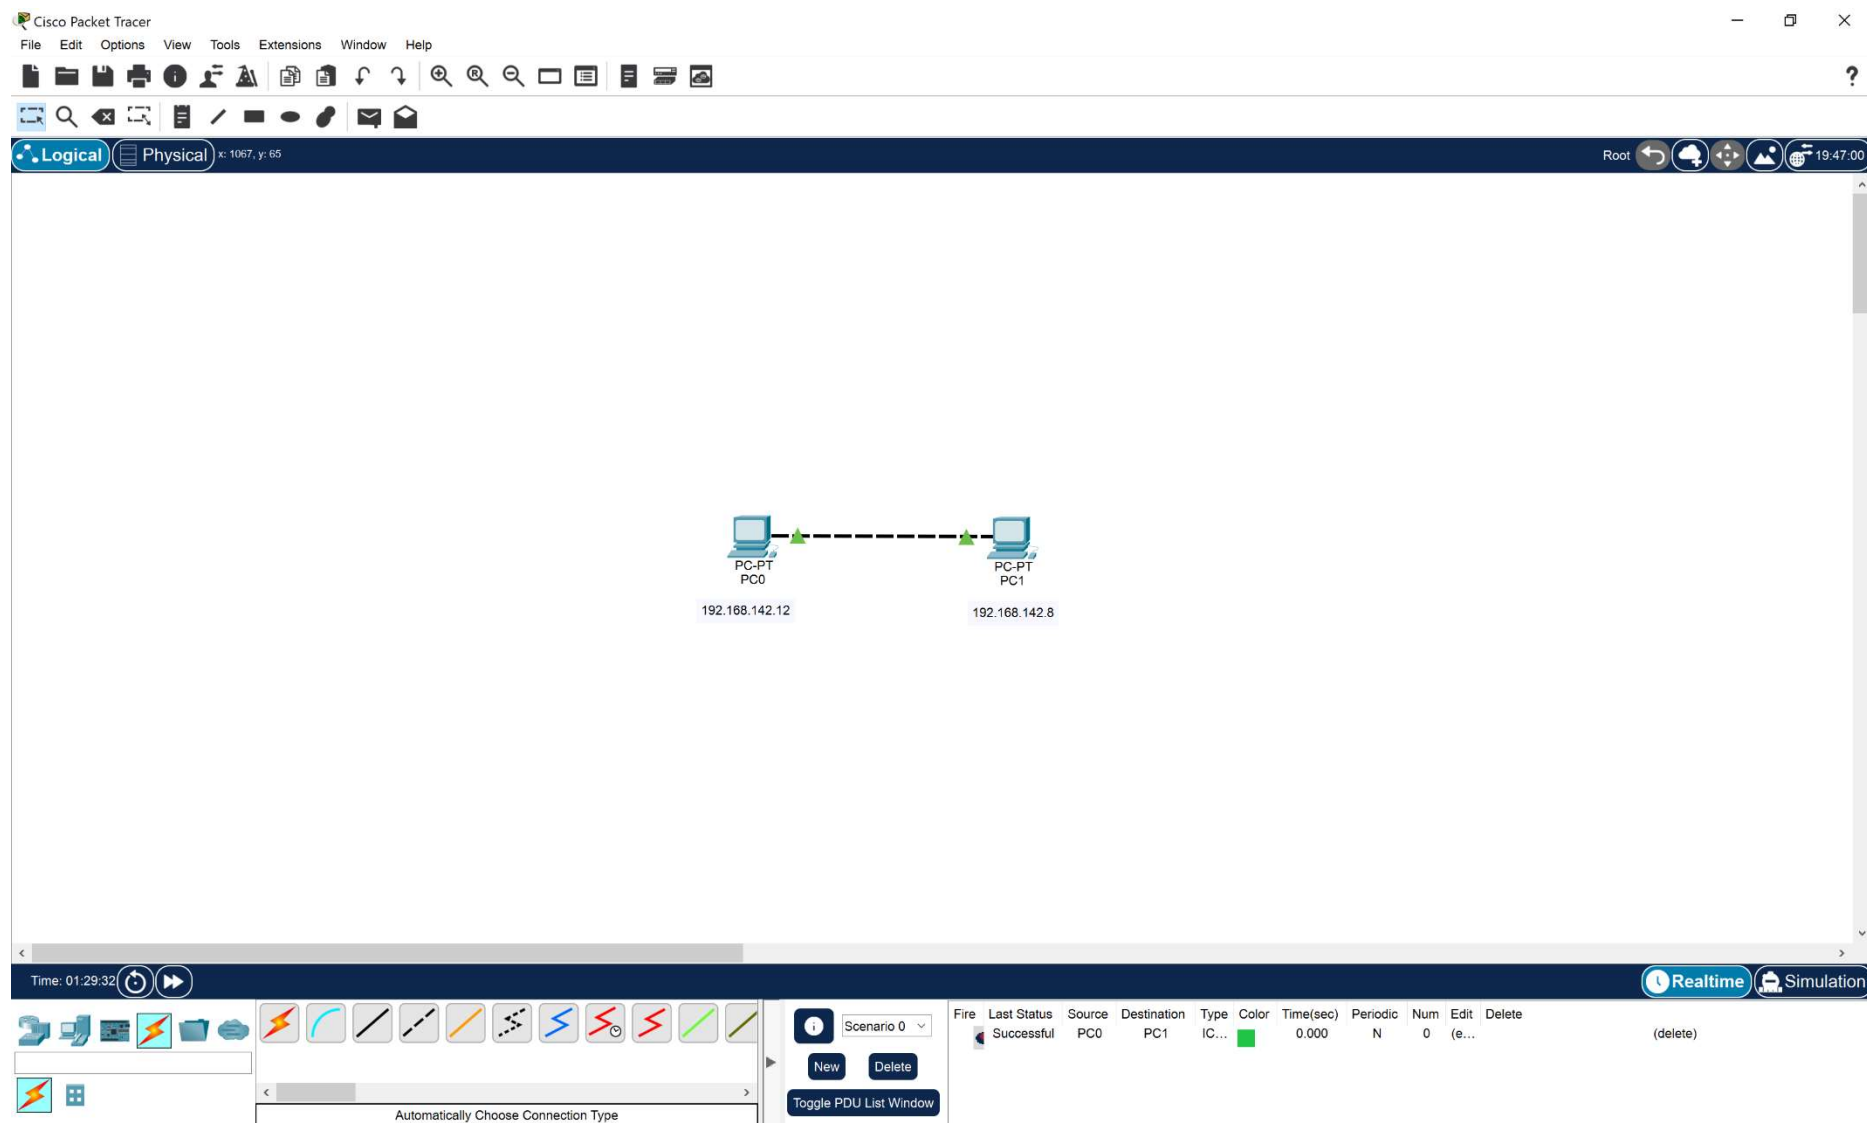 Cisco Packet Tracer
File Edit Options View Tools Extensions Window Help
?
Logical Physical x: 1067, y: 65 Root 19:47:00
PC-PT
PC0
192.168.142.12
PC-PT
PC1
192.168.142.8
Time: 01:29:32 Realtime Simulation
Scenario 0
New Delete
Toggle PDU List Window
Fire Last Status Source Destination Type Color Time(sec) Periodic Num Edit Delete
Successful PC0 PC1 IC... 0.000 N 0 (e... (delete)
Automatically Choose Connection Type